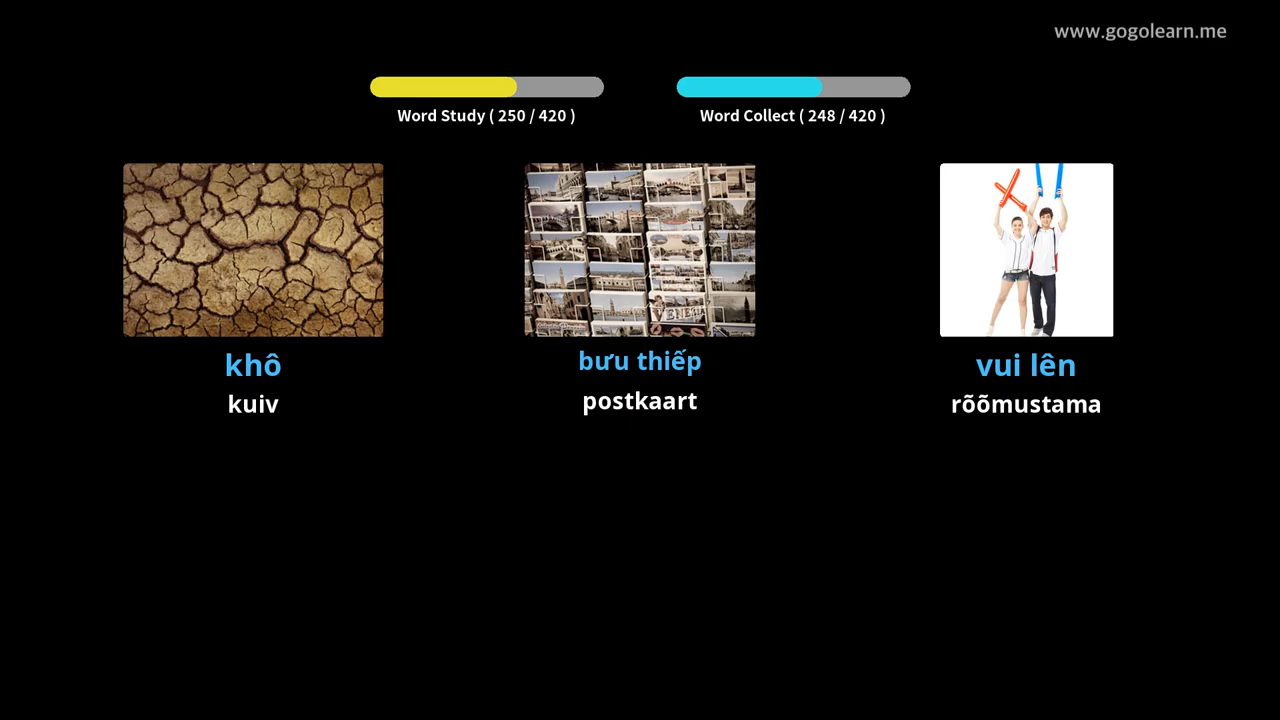 www.gogolearn.me
Word Study ( 250 / 420 )
Word Collect ( 248 / 420 )
VENEZ
khô
bưu thiếp
vui lên
kuiv
postkaart
rõõmustama